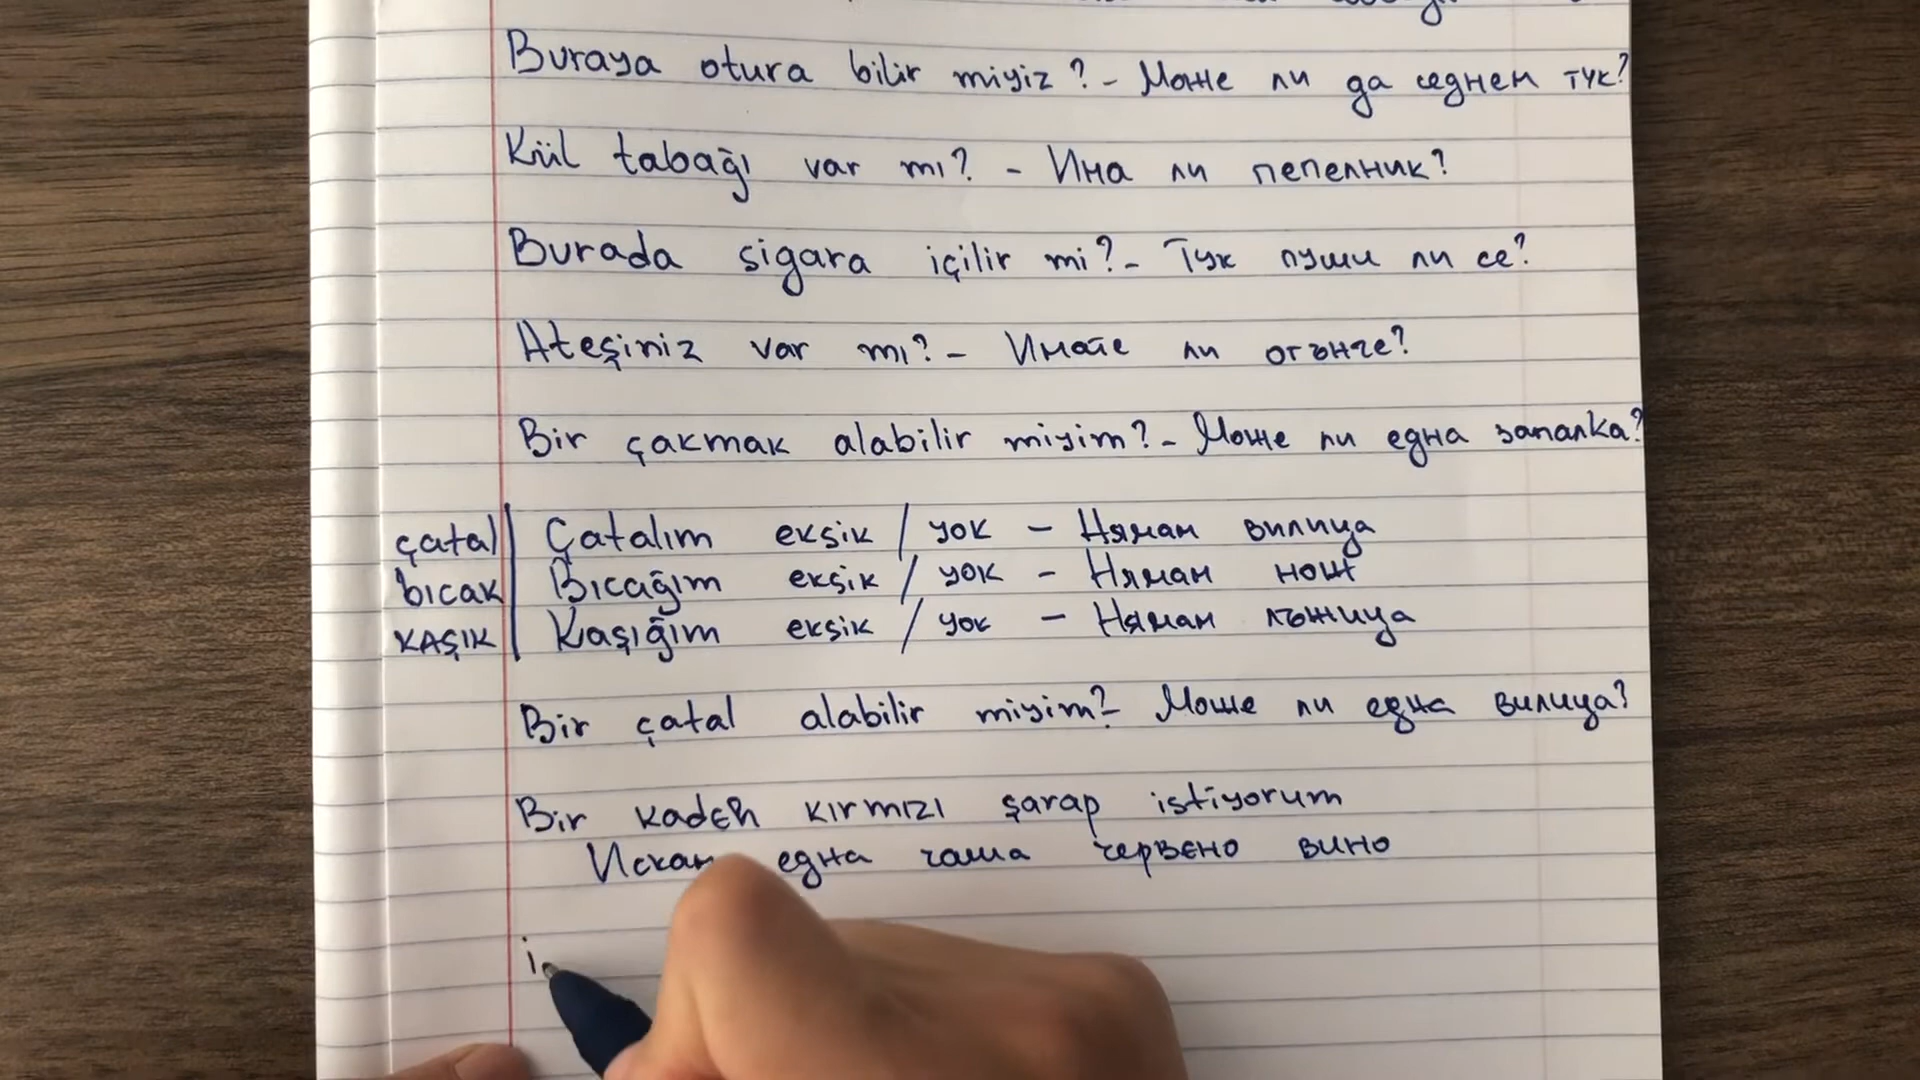 Buraya otura bilir miyiz? - Може ли да седнем тук?
Kül tabağı var mı? - Има ли пепелник?
Burada sigara içilir mi? - Тук пуши ли се?
Ateşiniz var mı? - Имате ли огънче?
Bir çakmak alabilir miyim? - Може ли една запалка?
çatal | Çatalım eksik / yok - Нямам вилица
bıcak | Bıcağım eksik / yok - Нямам нож
kaşık | Kaşığım eksik / yok - Нямам лъжица
Bir çatal alabilir miyim? - Може ли една вилица?
Bir kadeh kırmızı şarap istiyorum
Искам една чаша червено вино
i